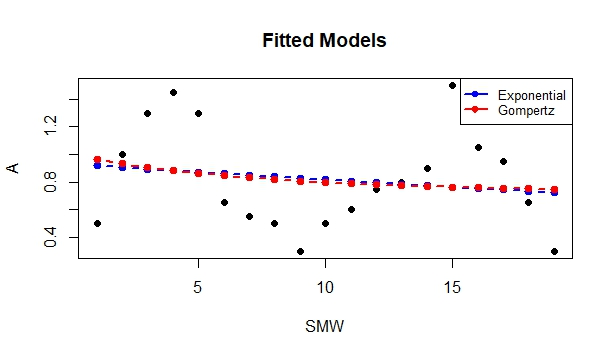 Fitted Models
Exponential
Gompertz
A
1.2
0.8
0.4
5
10
15
SMW